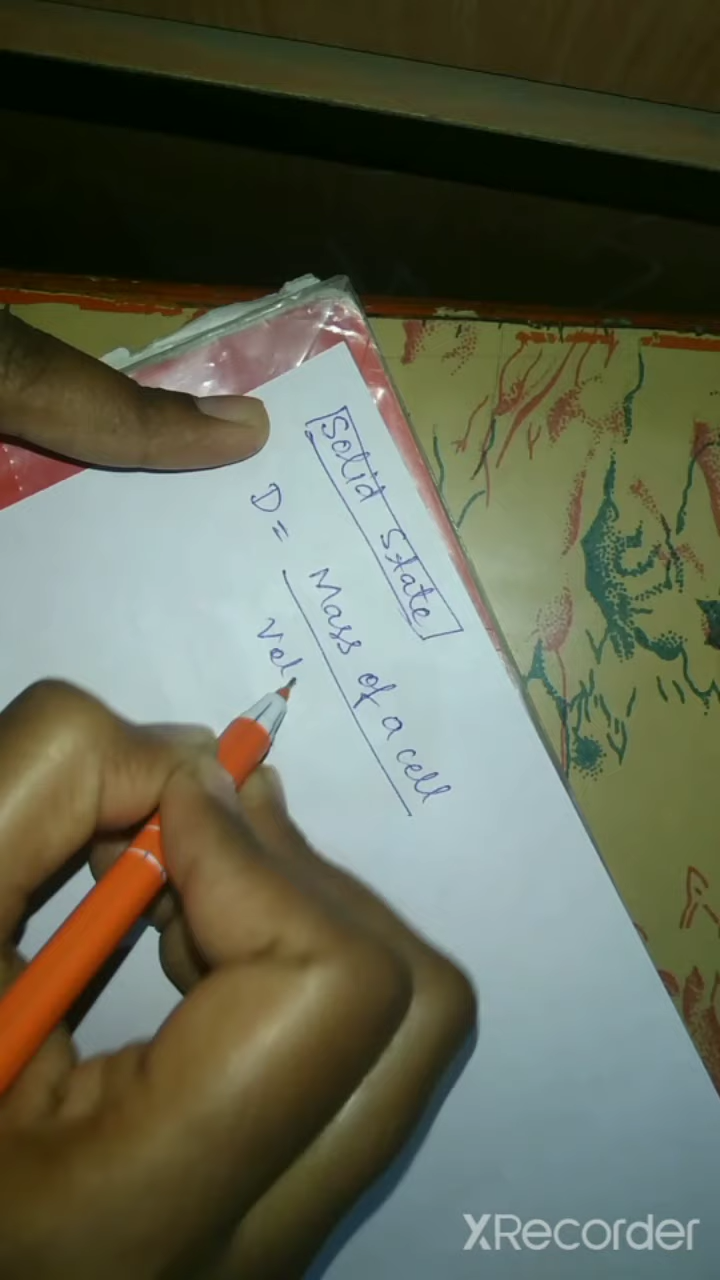 Solid State
D = Mass of a cell
Vol
XRecorder